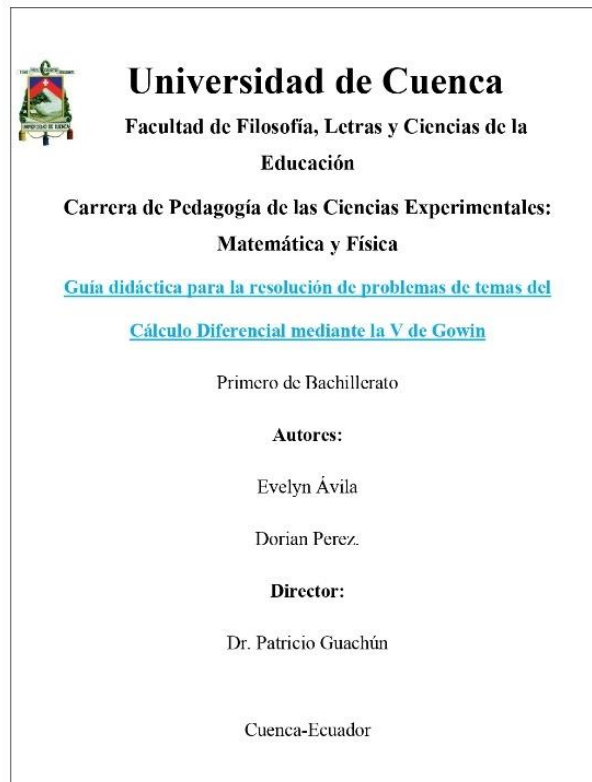 Universidad de Cuenca
Facultad de Filosofía, Letras y Ciencias de la
Educación
Carrera de Pedagogía de las Ciencias Experimentales:
Matemática y Física
Guía didáctica para la resolución de problemas de temas del
Cálculo Diferencial mediante la V de Gowin
Primero de Bachillerato
Autores:
Evelyn Ávila
Dorian Perez.
Director:
Dr. Patricio Guachún
Cuenca-Ecuador